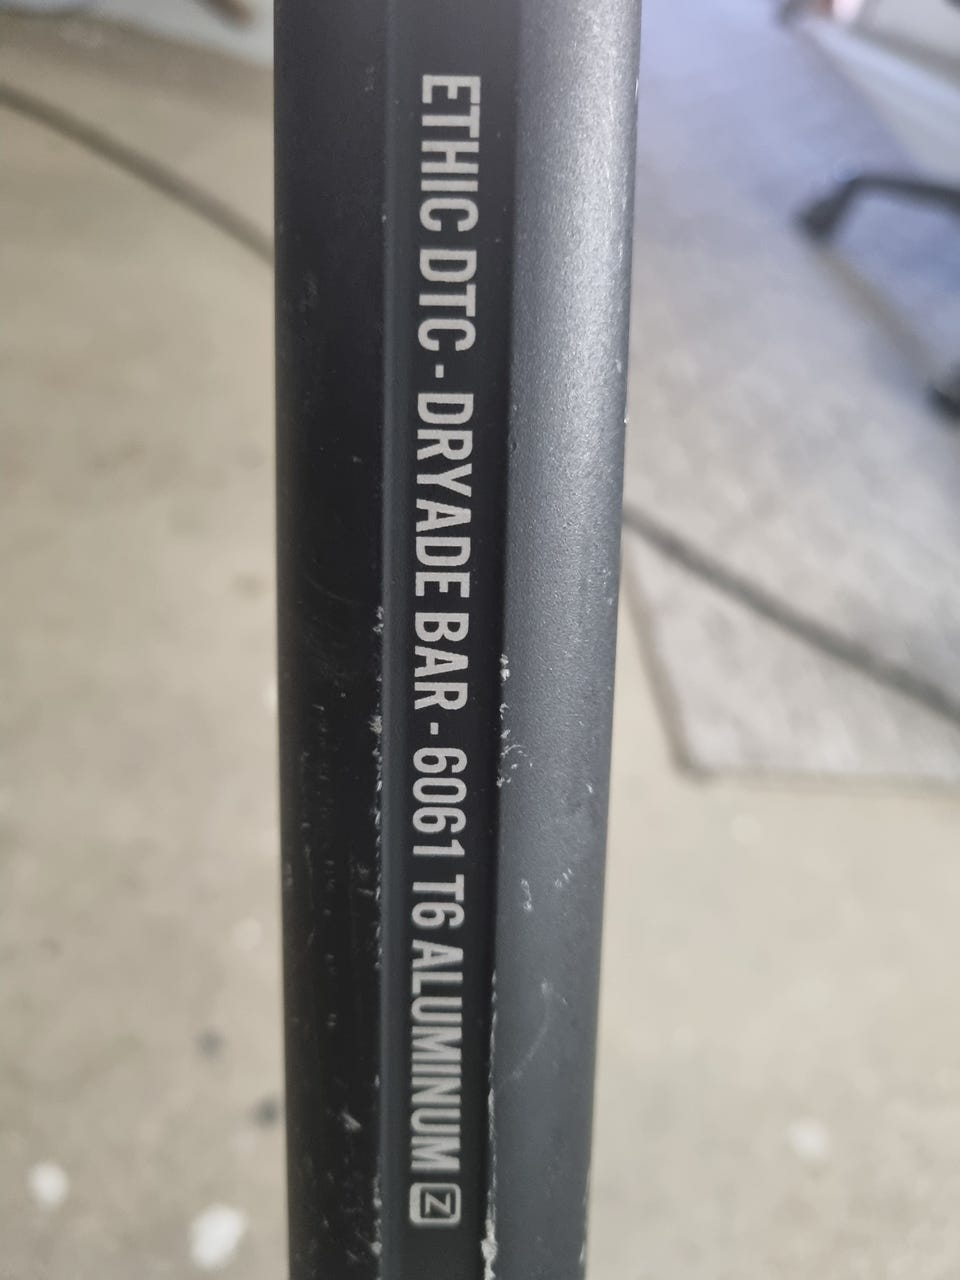 ETHIC DTC - DRYADE BAR - 6061 T6 ALUMINUM Z